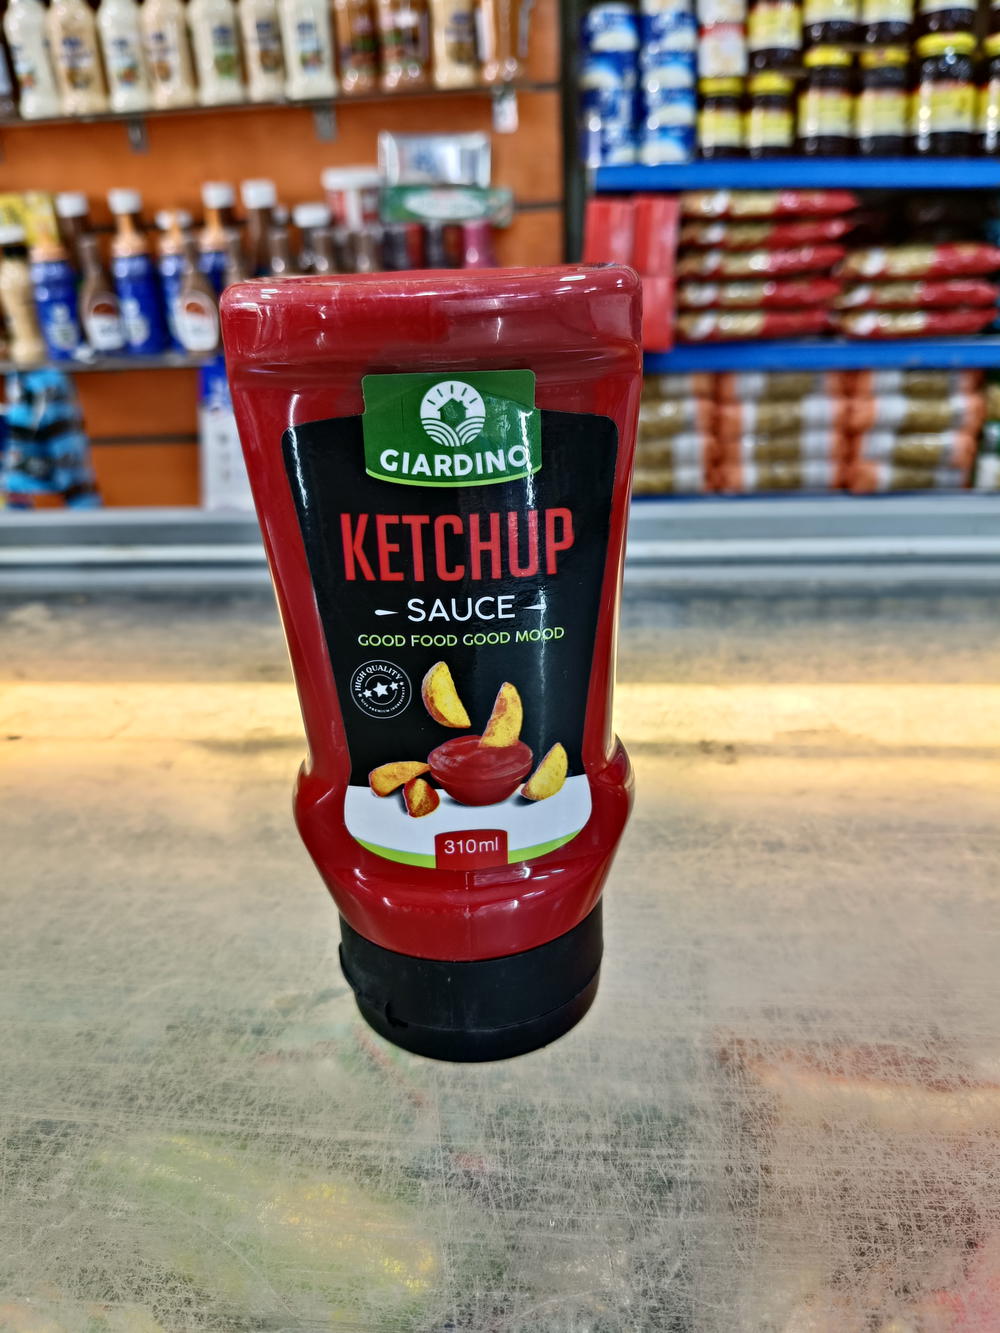 GIARDINO
KETCHUP
SAUCE
GOOD FOOD GOOD MOOD
HIGH QUALITY
310ml